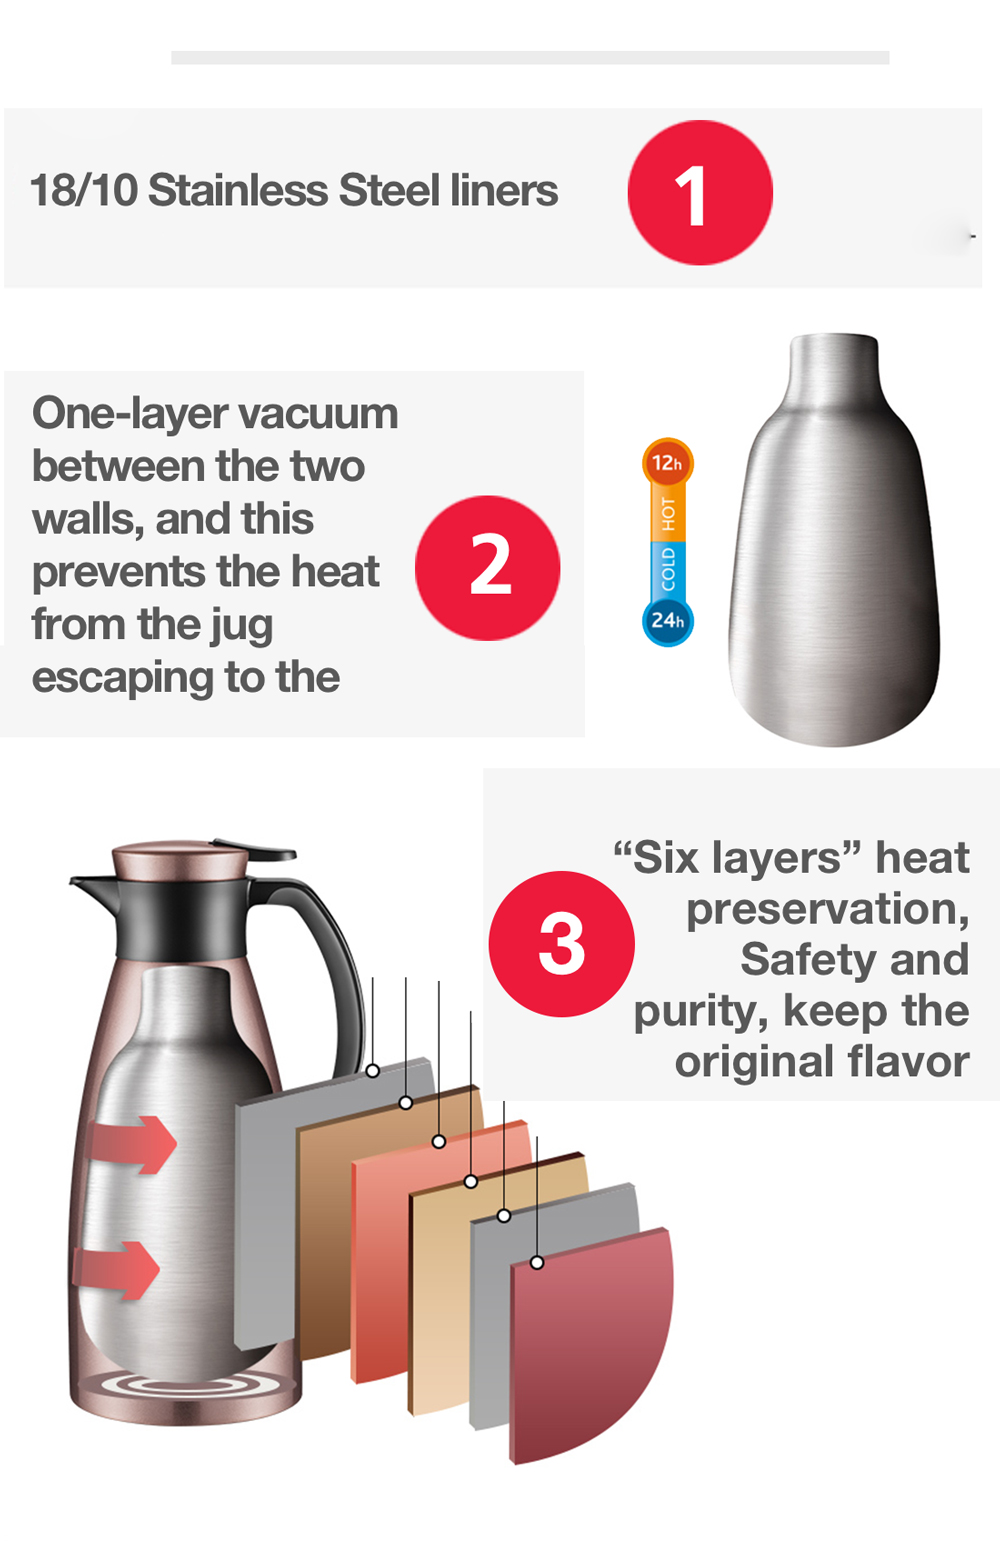 18/10 Stainless Steel liners
1
One-layer vacuum
between the two
walls, and this
prevents the heat
from the jug
escaping to the
2
12h
HOT
COLD
24h
“Six layers” heat
preservation,
Safety and
purity, keep the
original flavor
3